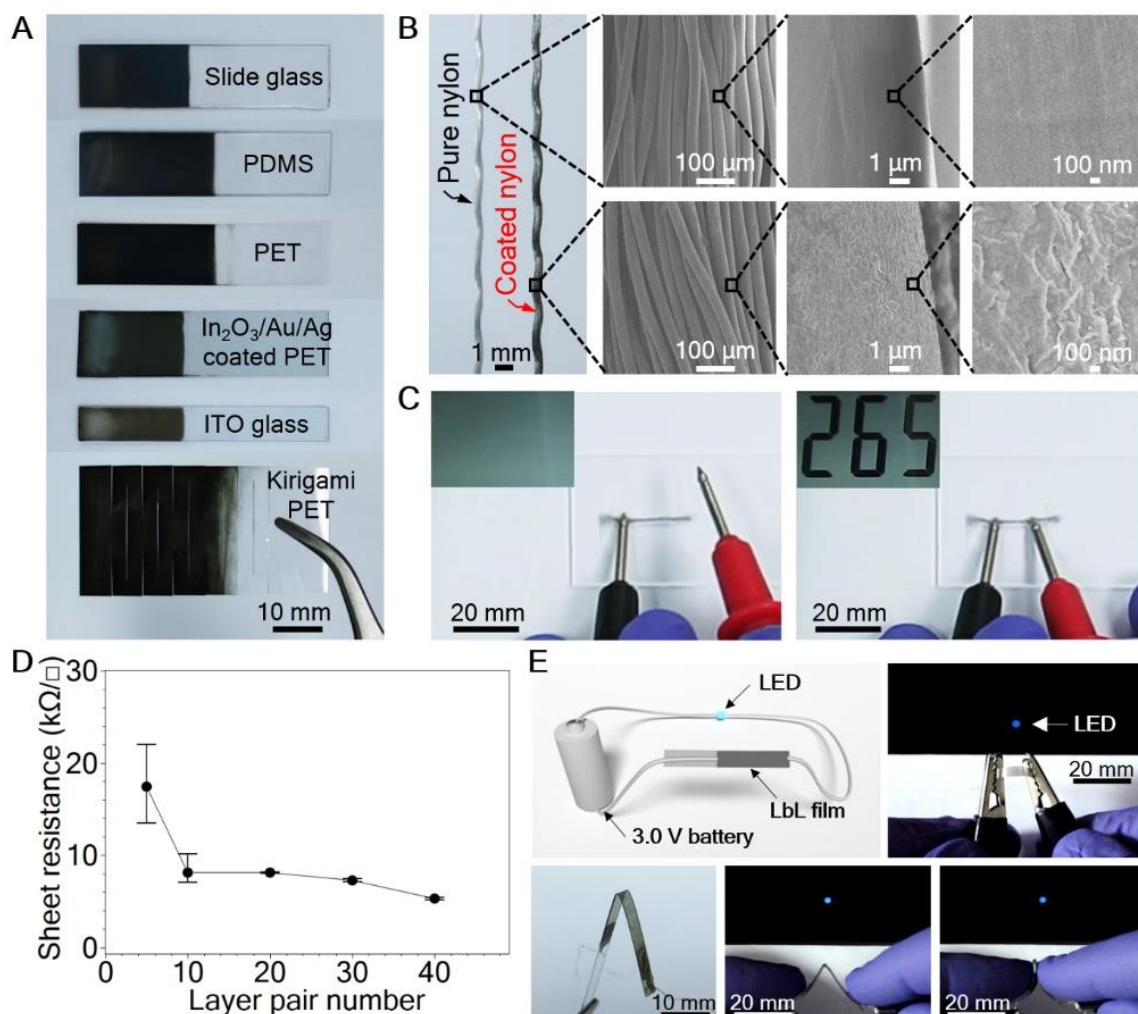 A
Slide glass
PDMS
PET
In₂O₃/Au/Ag
coated PET
ITO glass
Kirigami
PET
10 mm
B
Pure nylon
Coated nylon
1 mm
100 μm
1 μm
100 nm
100 μm
1 μm
100 nm
C
20 mm
265
20 mm
D
Sheet resistance (kΩ/□)
30
20
10
0
0
10
20
30
40
Layer pair number
E
LED
LbL film
3.0 V battery
LED
20 mm
10 mm
20 mm
20 mm